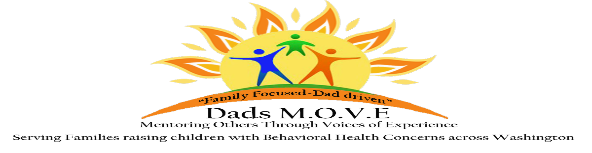 "Family Focused-Dad driven"
Dads M.O.V.E
Mentoring Others Through Voices of Experience
Serving Families raising children with Behavioral Health Concerns across Washington